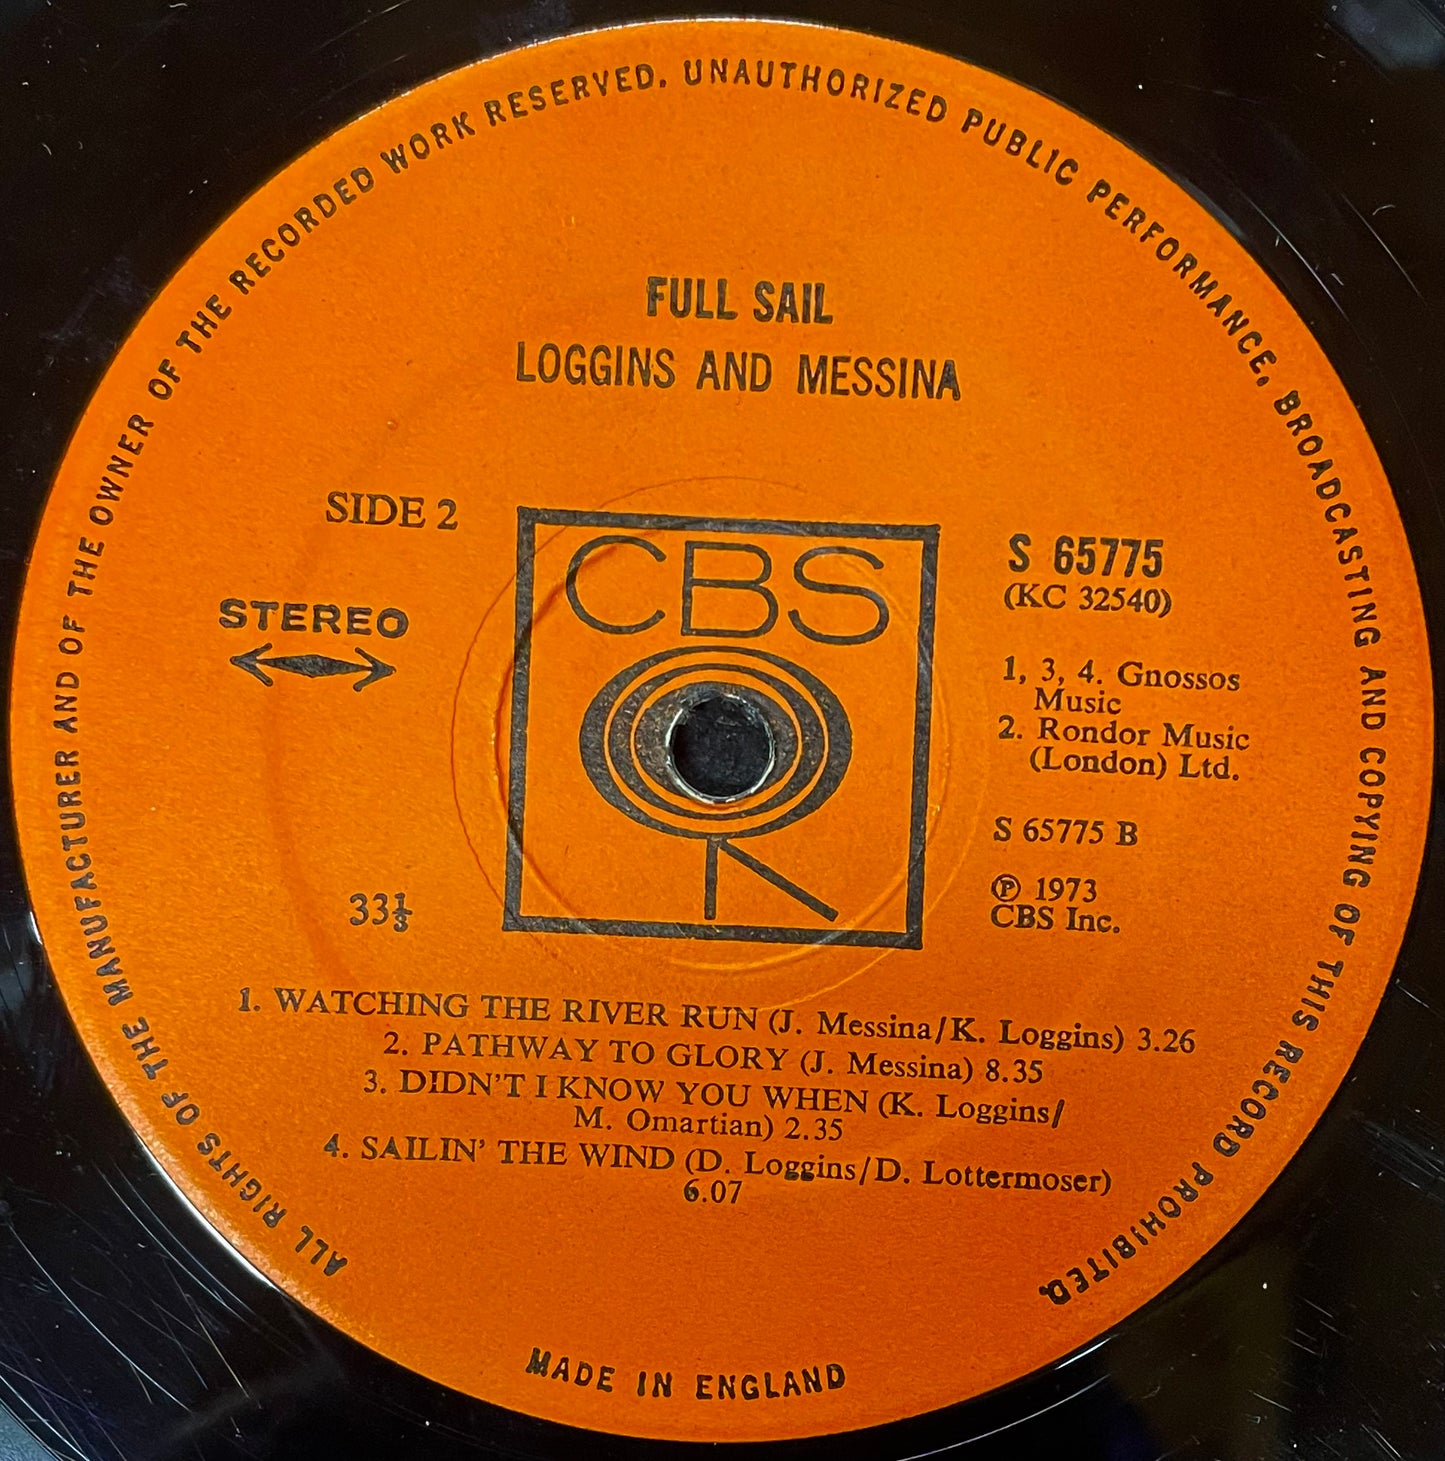 ALL RIGHTS OF THE MANUFACTURER AND OF THE OWNER OF THE RECORDED WORK RESERVED. UNAUTHORIZED PUBLIC PERFORMANCE, BROADCASTING AND COPYING OF THIS RECORD PROHIBITED.
FULL SAIL
LOGGINS AND MESSINA
SIDE 2
STEREO
33⅓
CBS
S 65775
(KC 32540)
1, 3, 4. Gnossos
Music
2. Rondor Music
(London) Ltd.
S 65775 B
℗ 1973
CBS Inc.
1. WATCHING THE RIVER RUN (J. Messina/K. Loggins) 3.26
2. PATHWAY TO GLORY (J. Messina) 8.35
3. DIDN'T I KNOW YOU WHEN (K. Loggins/
M. Omartian) 2.35
4. SAILIN' THE WIND (D. Loggins/D. Lottermoser)
6.07
MADE IN ENGLAND